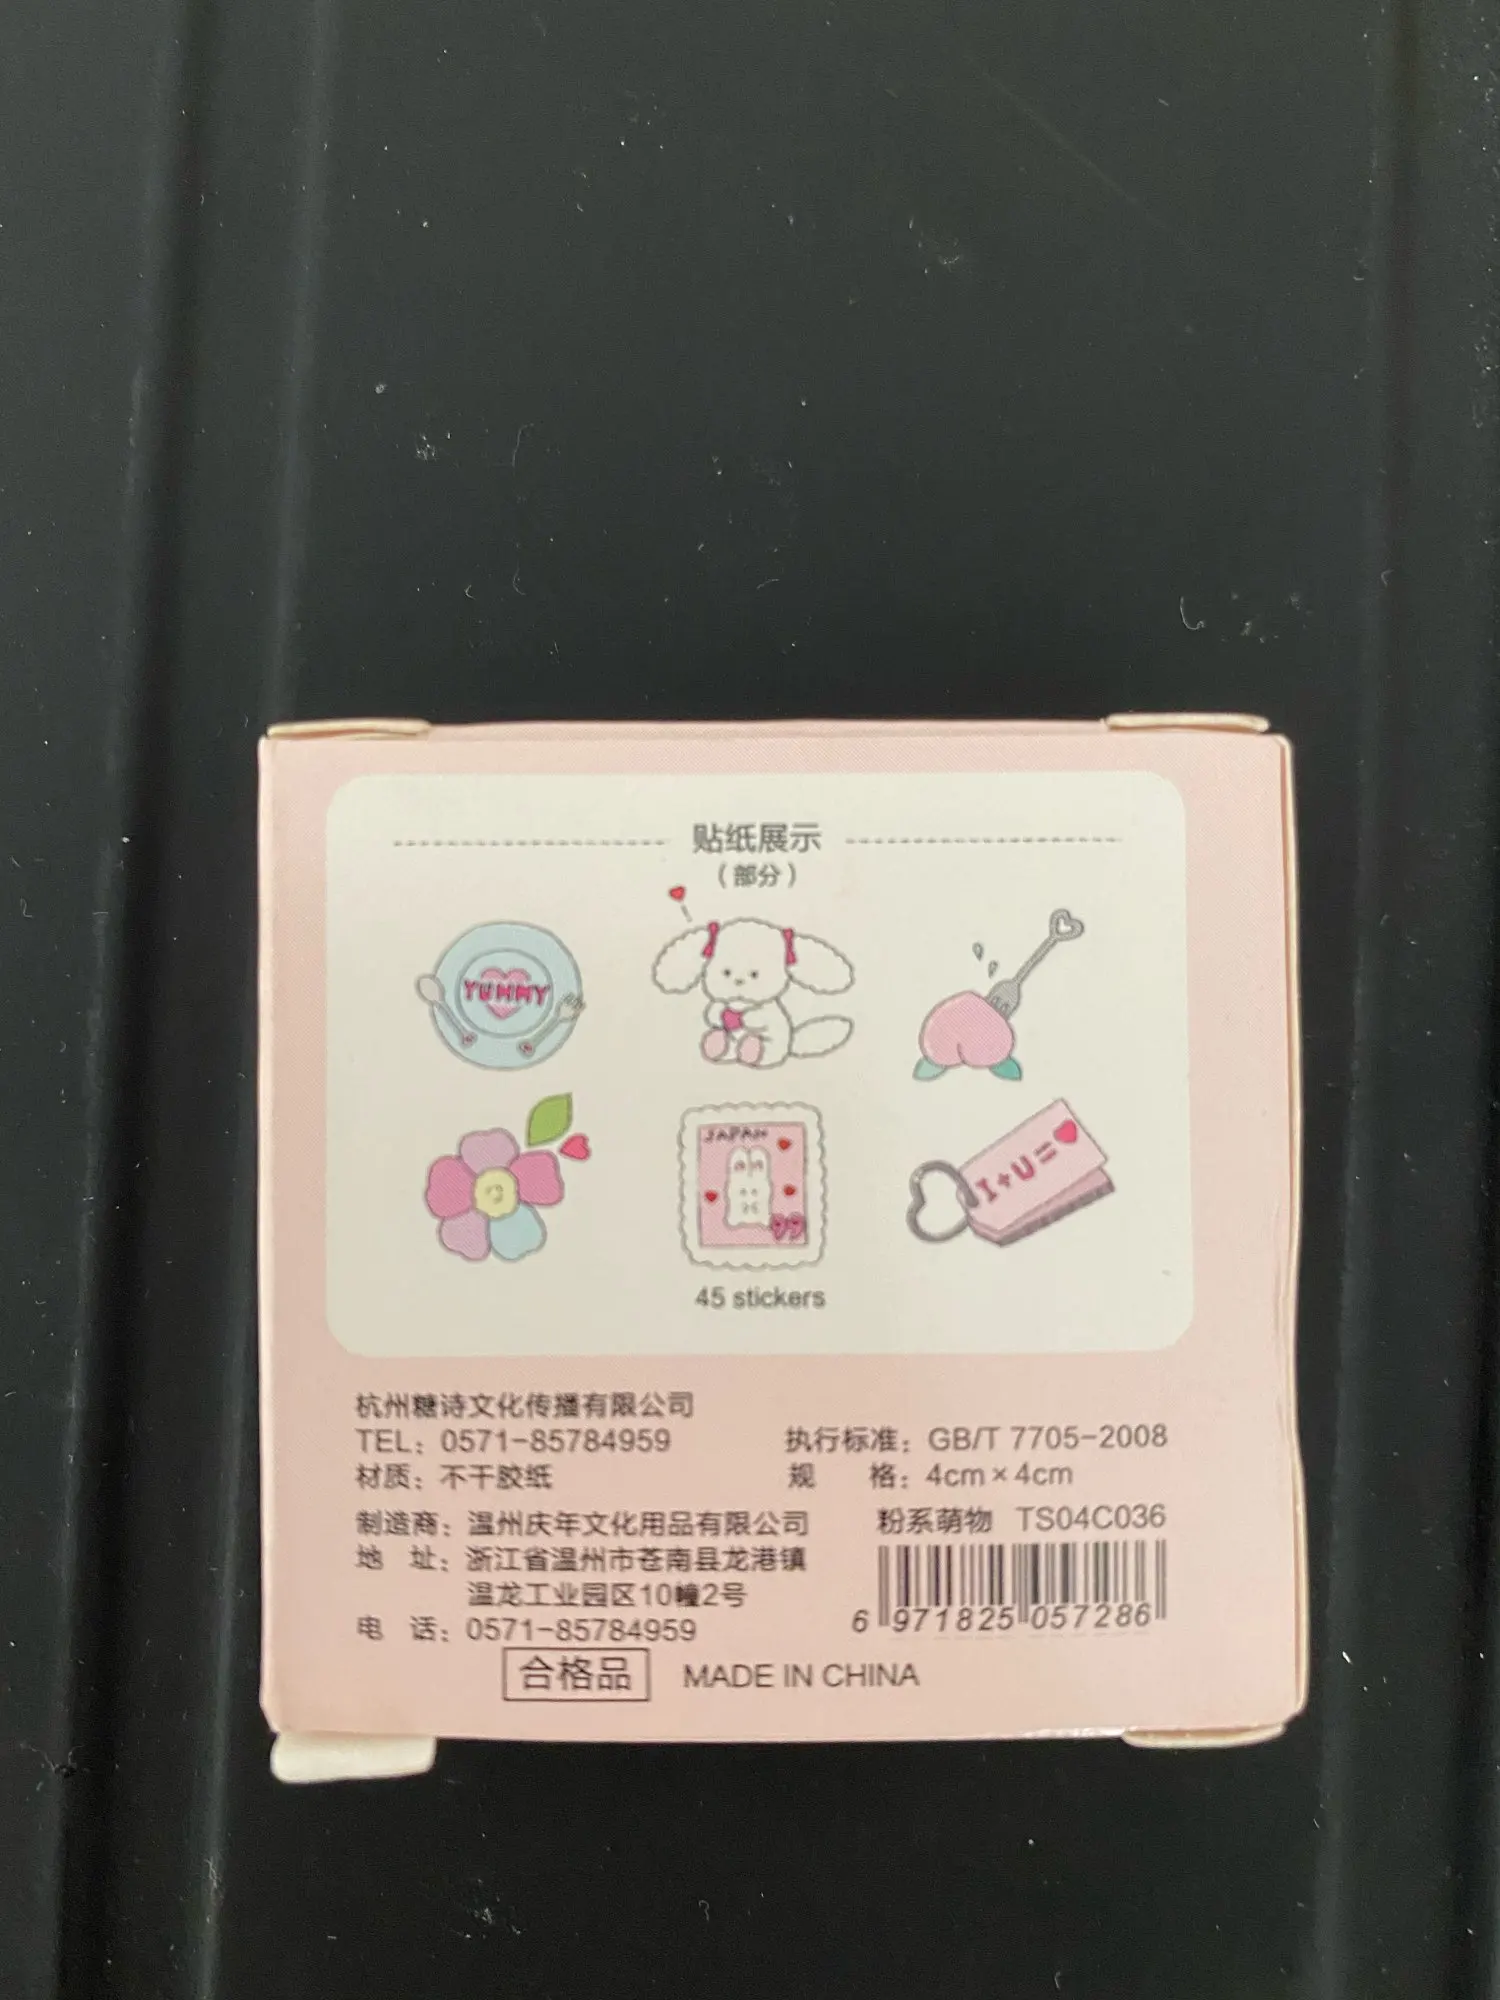 贴纸展示
（部分）
YUMMY
JAPAN
99
I+U=
45 stickers
杭州糖诗文化传播有限公司
TEL：0571-85784959
材质：不干胶纸
执行标准：GB/T 7705-2008
规 格：4cm×4cm
制造商：温州庆年文化用品有限公司
地 址：浙江省温州市苍南县龙港镇
温龙工业园区10幢2号
电 话：0571-85784959
粉系萌物 TS04C036
6 971825 057286
合格品 MADE IN CHINA